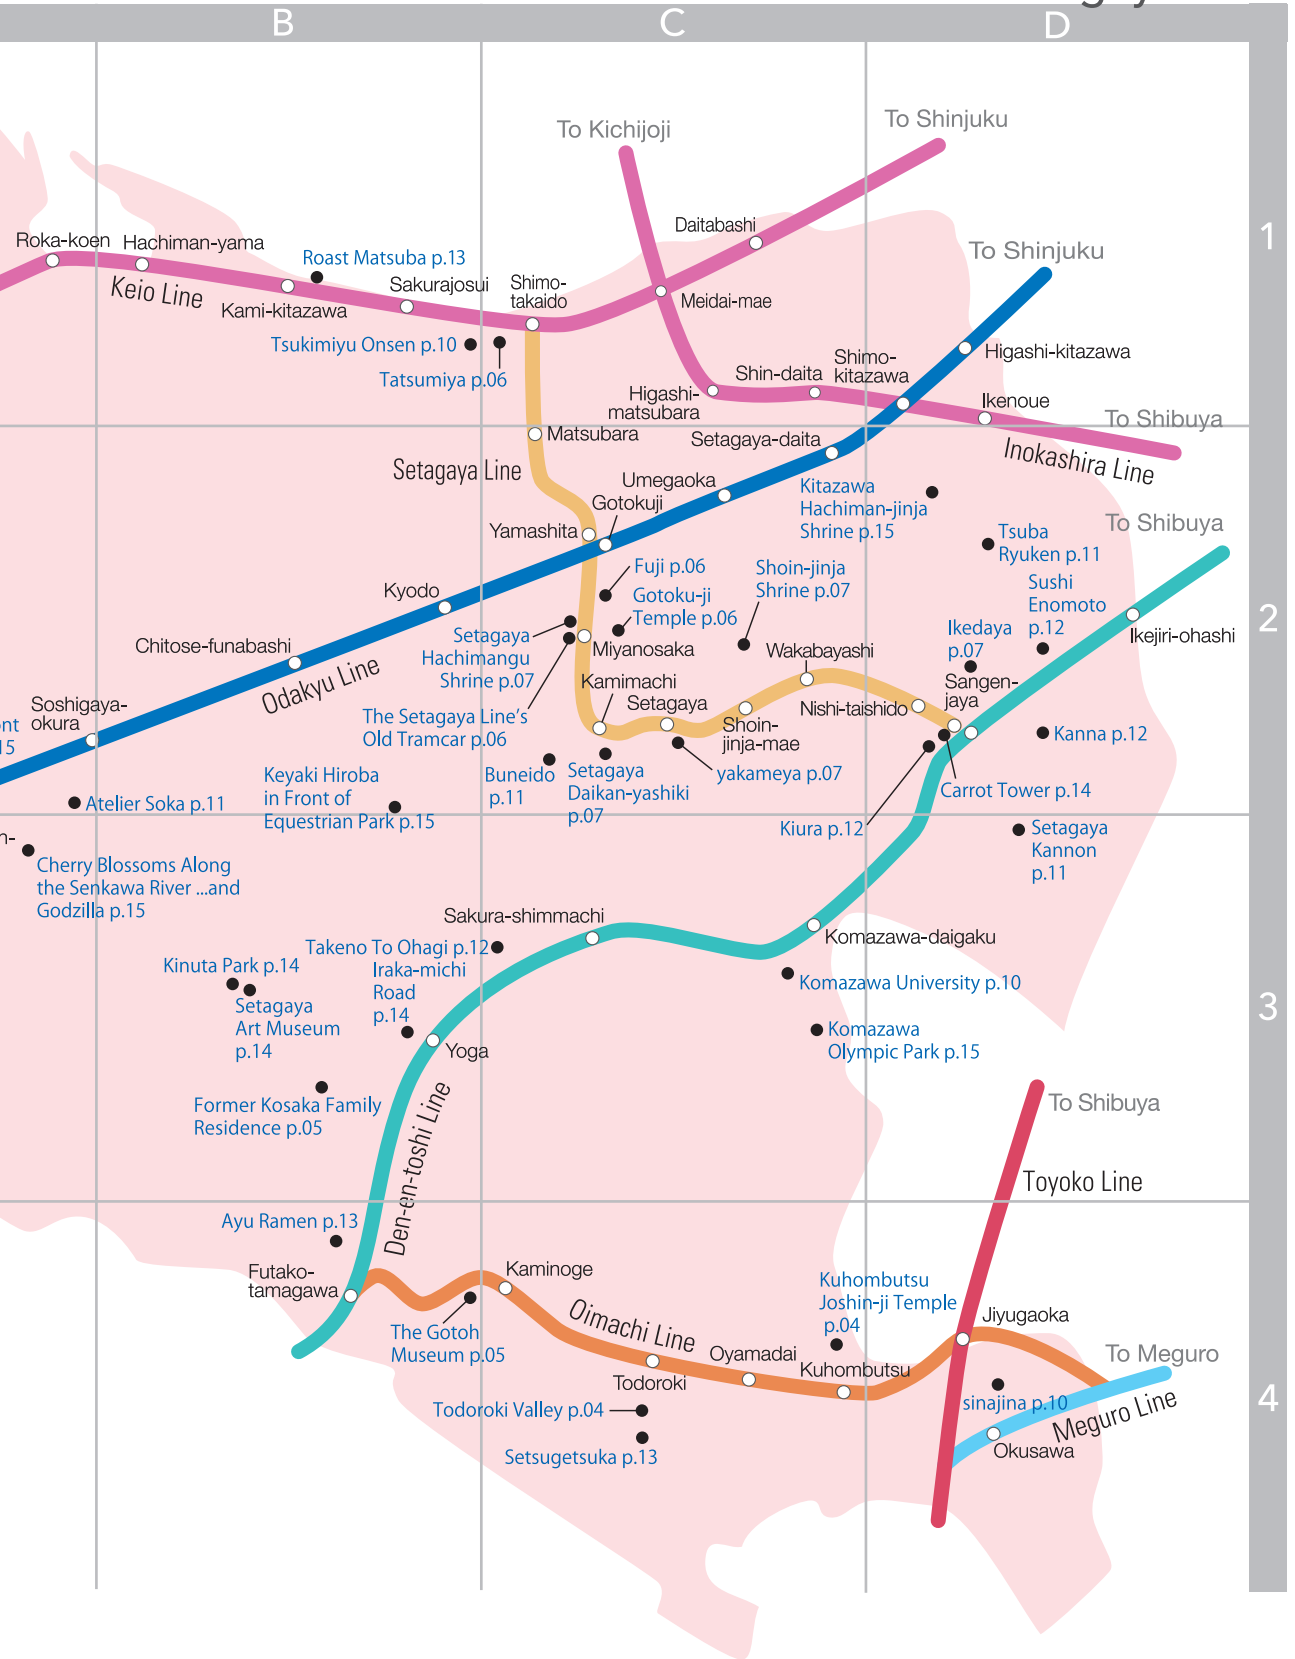 B
C
D
1
2
3
4
To Kichijoji
To Shinjuku
Daitabashi
Roka-koen
Hachiman-yama
Roast Matsuba p.13
To Shinjuku
Keio Line
Kami-kitazawa
Sakurajosui
Shimo-
takaido
Meidai-mae
Tsukimiyu Onsen p.10
Tatsumiya p.06
Higashi-
matsubara
Shin-daita
Shimo-
kitazawa
Higashi-kitazawa
Ikenoue
To Shibuya
Inokashira Line
Matsubara
Setagaya Line
Setagaya-daita
Umegaoka
Gotokuji
Yamashita
Kitazawa
Hachiman-jinja
Shrine p.15
To Shibuya
Tsuba
Ryuken p.11
Fuji p.06
Gotoku-ji
Temple p.06
Shoin-jinja
Shrine p.07
Sushi
Enomoto
p.12
Ikejiri-ohashi
Kyodo
Chitose-funabashi
Odakyu Line
Setagaya
Hachimangu
Shrine p.07
Miyanosaka
Wakabayashi
Ikedaya
p.07
Sangen-
jaya
Soshigaya-
okura
nt
15
The Setagaya Line's
Old Tramcar p.06
Kamimachi
Setagaya
Shoin-
jinja-mae
Nishi-taishido
Kanna p.12
Atelier Soka p.11
Keyaki Hiroba
in Front of
Equestrian Park p.15
Buneido
p.11
Setagaya
Daikan-yashiki
p.07
yakameya p.07
Carrot Tower p.14
Kiura p.12
Setagaya
Kannon
p.11
n-
Cherry Blossoms Along
the Senkawa River ...and
Godzilla p.15
Sakura-shimmachi
Takeno To Ohagi p.12
Komazawa-daigaku
Kinuta Park p.14
Setagaya
Art Museum
p.14
Iraka-michi
Road
p.14
Yoga
Komazawa University p.10
Komazawa
Olympic Park p.15
Former Kosaka Family
Residence p.05
Den-en-toshi Line
To Shibuya
Toyoko Line
Ayu Ramen p.13
Futako-
tamagawa
Kaminoge
The Gotoh
Museum p.05
Oimachi Line
Todoroki
Oyamadai
Kuhombutsu
Kuhombutsu
Joshin-ji Temple
p.04
Jiyugaoka
To Meguro
sinajina p.10
Meguro Line
Okusawa
Todoroki Valley p.04
Setsugetsuka p.13